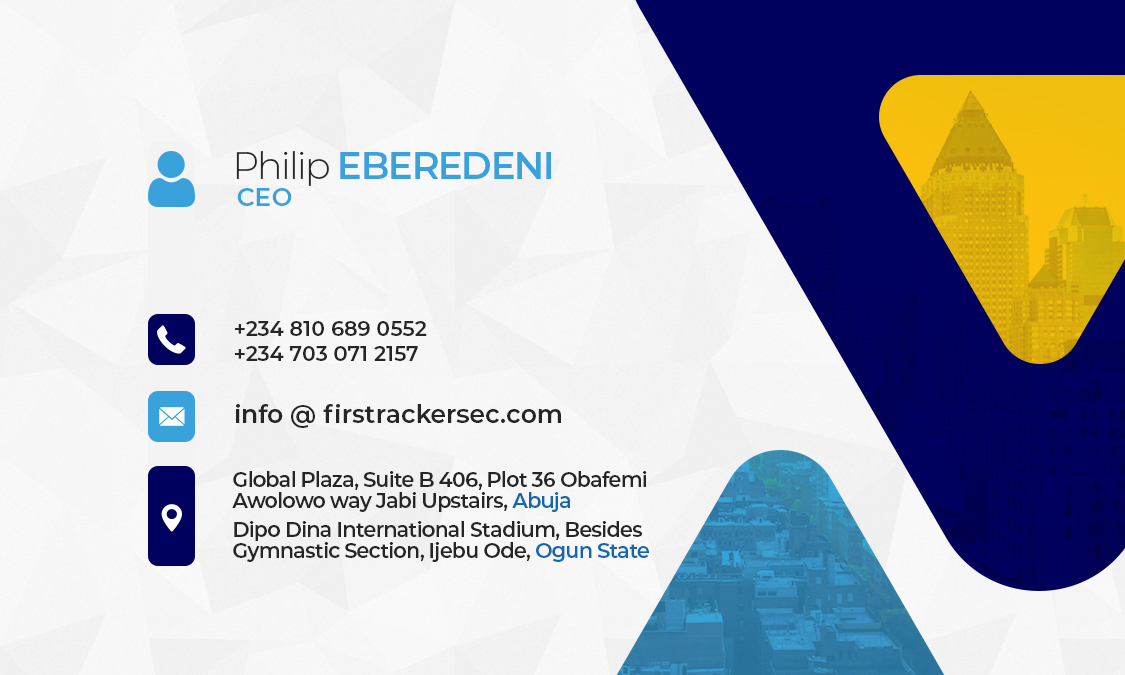 Philip EBEREDENI
CEO
+234 810 689 0552
+234 703 071 2157
info @ firstrackersec.com
Global Plaza, Suite B 406, Plot 36 Obafemi
Awolowo way Jabi Upstairs, Abuja
Dipo Dina International Stadium, Besides
Gymnastic Section, Ijebu Ode, Ogun State